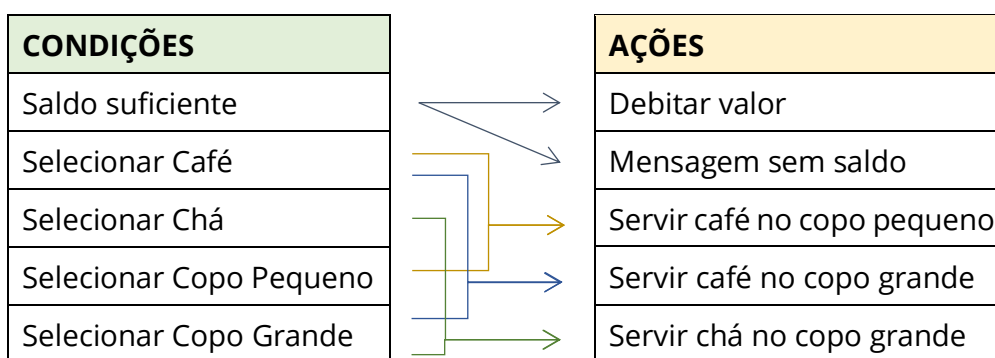 CONDIÇÕES
Saldo suficiente
Selecionar Café
Selecionar Chá
Selecionar Copo Pequeno
Selecionar Copo Grande
AÇÕES
Debitar valor
Mensagem sem saldo
Servir café no copo pequeno
Servir café no copo grande
Servir chá no copo grande